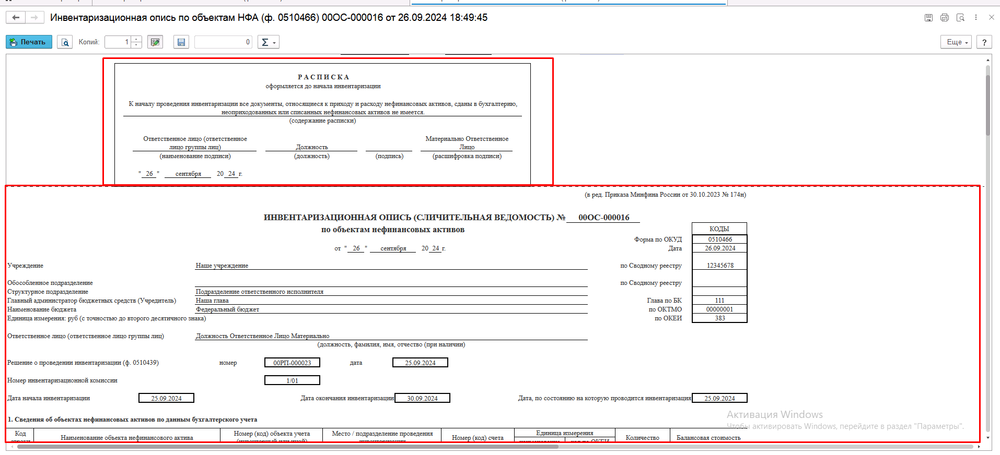 Инвентаризационная опись по объектам НФА (ф. 0510466) 00ОС-000016 от 26.09.2024 18:49:45
Печать Копий: 1 0 Σ Еще ?
РАСПИСКА
оформляется до начала инвентаризации
К началу проведения инвентаризации все документы, относящиеся к приходу и расходу нефинансовых активов, сданы в бухгалтерию,
неоприходованных или списанных нефинансовых активов не имеется.
(содержание расписки)
Ответственное лицо (ответственное Материально Ответственное
лицо группы лиц) Должность Лицо
(наименование подписи) (должность) (подпись) (расшифровка подписи)
" 26 " сентября 20 24 г.
(в ред. Приказа Минфина России от 30.10.2023 № 174н)
ИНВЕНТАРИЗАЦИОННАЯ ОПИСЬ (СЛИЧИТЕЛЬНАЯ ВЕДОМОСТЬ) № 00ОС-000016
по объектам нефинансовых активов
КОДЫ
Форма по ОКУД 0510466
от " 26 " сентября 20 24 г. Дата 26.09.2024
Учреждение Наше учреждение по Сводному реестру 12345678
Обособленное подразделение по Сводному реестру
Структурное подразделение Подразделение ответственного исполнителя
Главный администратор бюджетных средств (Учредитель) Наша глава Глава по БК 111
Наименование бюджета Федеральный бюджет по ОКТМО 00000001
Единица измерения: руб (с точностью до второго десятичного знака) по ОКЕИ 383
Ответственное лицо (ответственное лицо группы лиц) Должность Ответственное Лицо Материально
(должность, фамилия, имя, отчество (при наличии)
Решение о проведении инвентаризации (ф. 0510439) номер 00РП-000023 дата 25.09.2024
Номер инвентаризационной комиссии 1/01
Дата начала инвентаризации 25.09.2024 Дата окончания инвентаризации 30.09.2024 Дата, по состоянию на которую проводится инвентаризация 25.09.2024
1. Сведения об объектах нефинансовых активов по данным бухгалтерского учета
Активация Windows
Чтобы активировать Windows, перейдите в раздел "Параметры".
Код Наименование объекта нефинансового актива Номер (код) объекта учета Место / подразделение проведения Номер (код) счета Единица измерения Количество Балансовая стоимость
строки (инвентарный или иной) инвентаризации наименование код по ОКЕИ